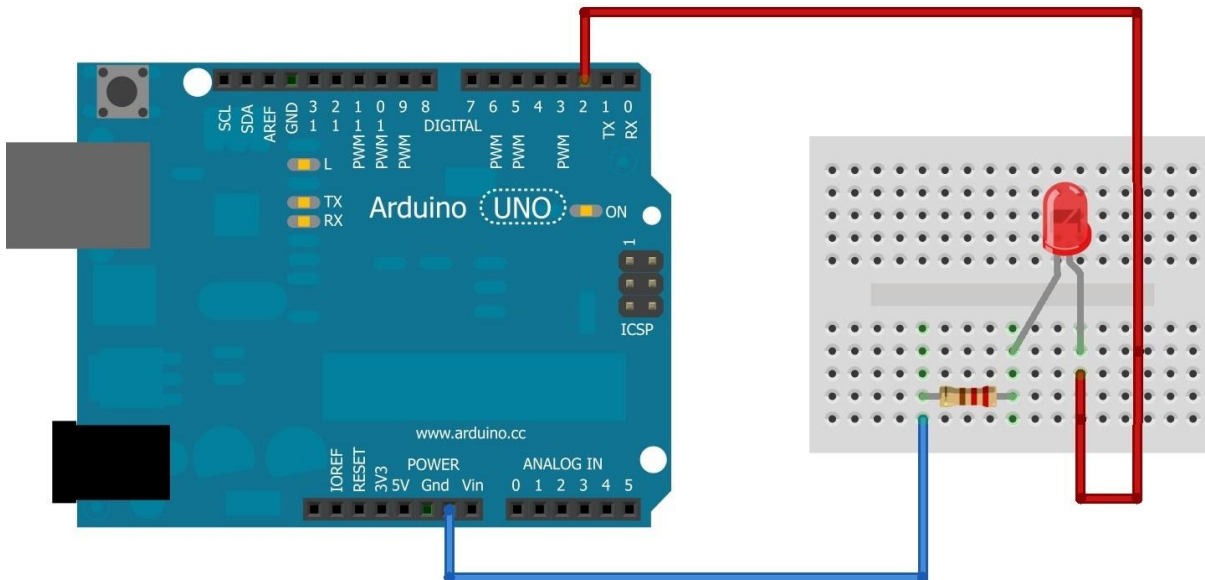 SCL
SDA
AREF
GND
13
12
PWM 11
PWM 10
PWM 9
8
DIGITAL
7
PWM 6
PWM 5
4
PWM 3
2
TX 1
RX 0
L
TX
RX
Arduino UNO
ON
1
ICSP
www.arduino.cc
POWER
ANALOG IN
IOREF
RESET
3V3
5V Gnd Vin
0 1 2 3 4 5